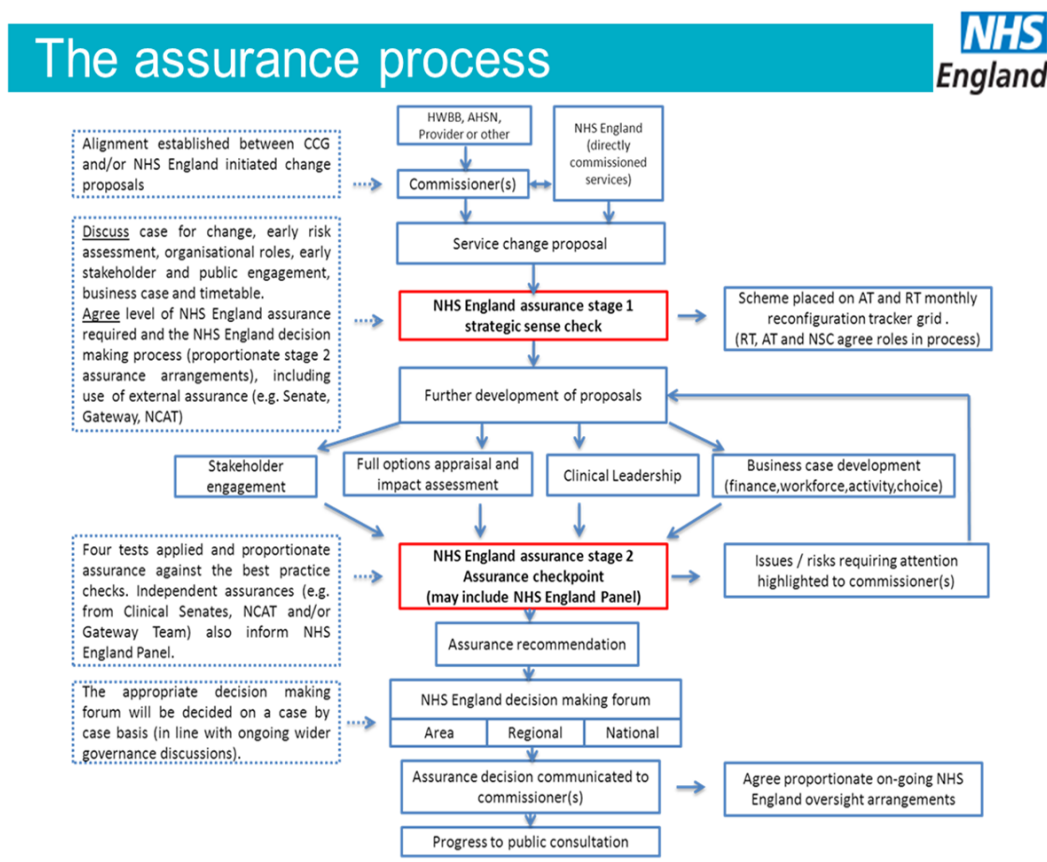 The assurance process
NHS
England
HWBB, AHSN,
Provider or other
NHS England
(directly
commissioned
services)
Alignment established between CCG
and/or NHS England initiated change
proposals
Commissioner(s)
Discuss case for change, early risk
assessment, organisational roles, early
stakeholder and public engagement,
business case and timetable.
Agree level of NHS England assurance
required and the NHS England decision
making process (proportionate stage 2
assurance arrangements), including
use of external assurance (e.g. Senate,
Gateway, NCAT)
Service change proposal
NHS England assurance stage 1
strategic sense check
Scheme placed on AT and RT monthly
reconfiguration tracker grid .
(RT, AT and NSC agree roles in process)
Further development of proposals
Stakeholder
engagement
Full options appraisal and
impact assessment
Clinical Leadership
Business case development
(finance,workforce,activity,choice)
Four tests applied and proportionate
assurance against the best practice
checks. Independent assurances (e.g.
from Clinical Senates, NCAT and/or
Gateway Team) also inform NHS
England Panel.
NHS England assurance stage 2
Assurance checkpoint
(may include NHS England Panel)
Issues / risks requiring attention
highlighted to commissioner(s)
Assurance recommendation
The appropriate decision making
forum will be decided on a case by
case basis (in line with ongoing wider
governance discussions).
NHS England decision making forum
Area Regional National
Assurance decision communicated to
commissioner(s)
Agree proportionate on-going NHS
England oversight arrangements
Progress to public consultation